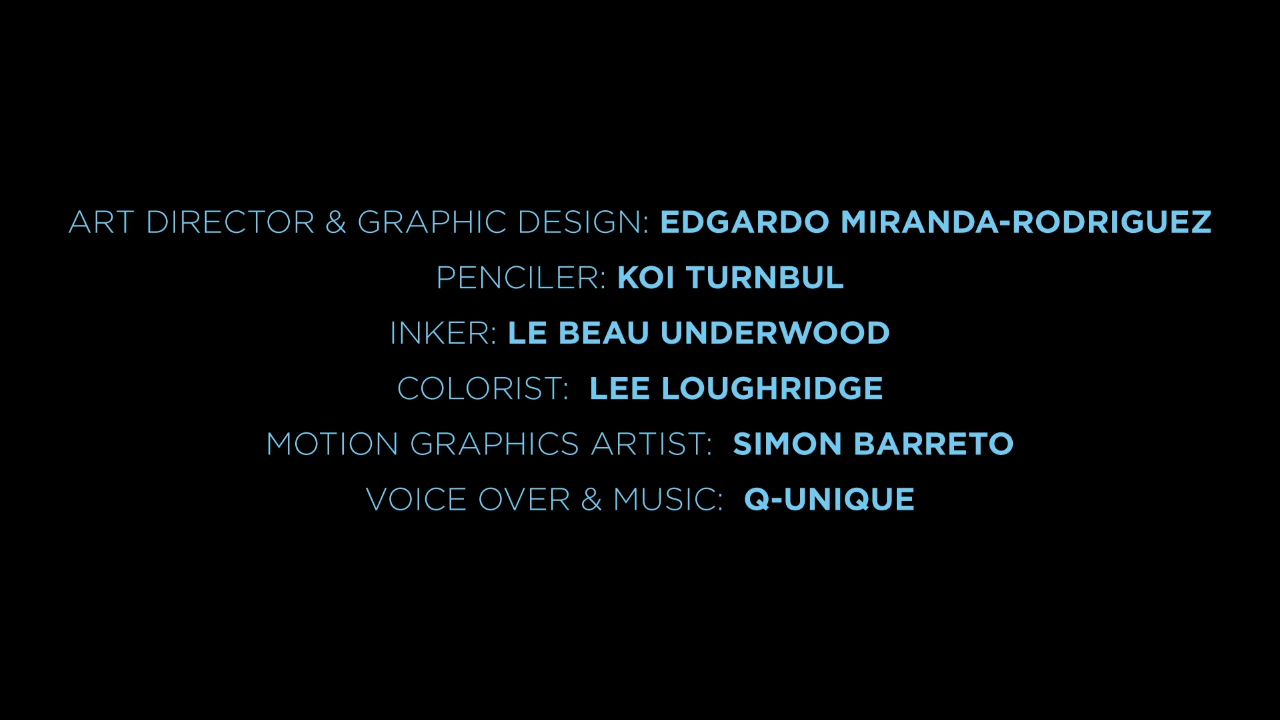 ART DIRECTOR & GRAPHIC DESIGN: EDGARDO MIRANDA-RODRIGUEZ
PENCILER: KOI TURNBUL
INKER: LE BEAU UNDERWOOD
COLORIST: LEE LOUGHRIDGE
MOTION GRAPHICS ARTIST: SIMON BARRETO
VOICE OVER & MUSIC: Q-UNIQUE